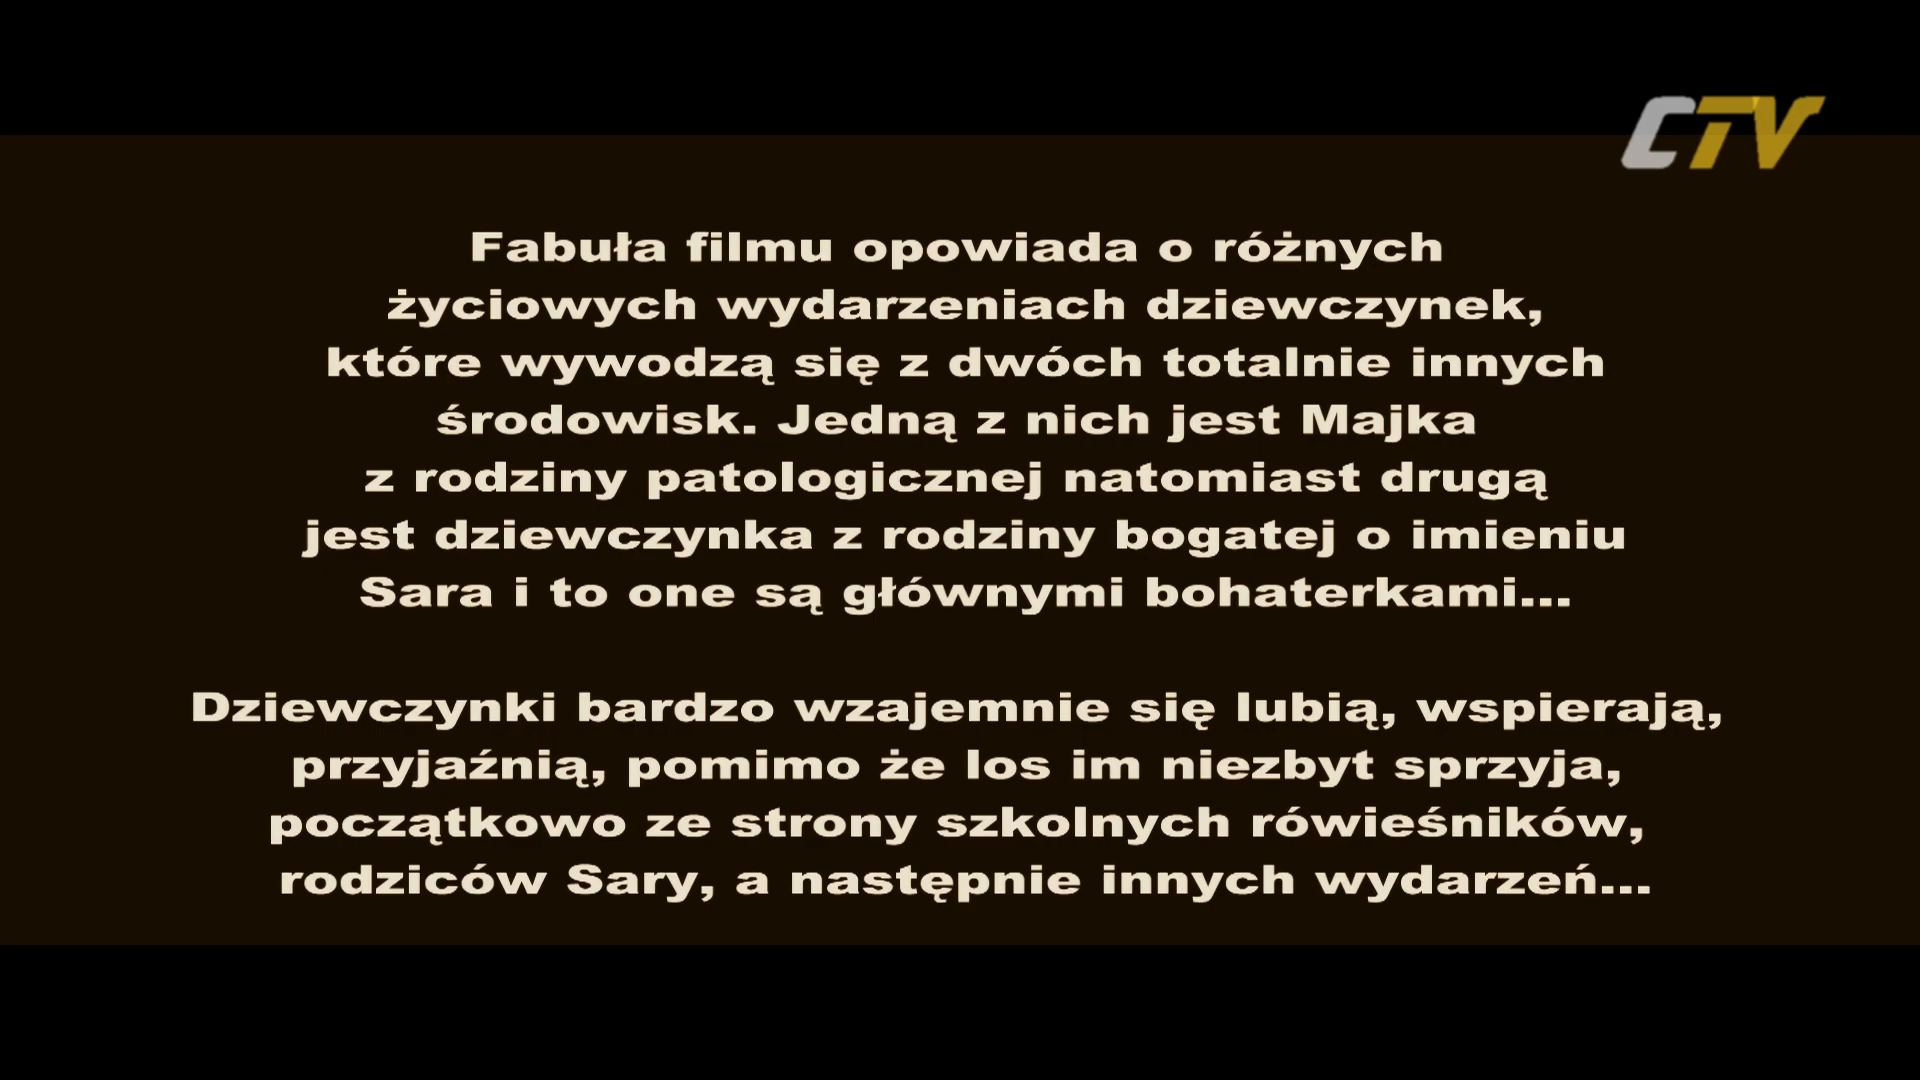 CTV
Fabuła filmu opowiada o różnych
życiowych wydarzeniach dziewczynek,
które wywodzą się z dwóch totalnie innych
środowisk. Jedną z nich jest Majka
z rodziny patologicznej natomiast drugą
jest dziewczynka z rodziny bogatej o imieniu
Sara i to one są głównymi bohaterkami...
Dziewczynki bardzo wzajemnie się lubią, wspierają,
przyjaźnią, pomimo że los im niezbyt sprzyja,
początkowo ze strony szkolnych rówieśników,
rodziców Sary, a następnie innych wydarzeń...